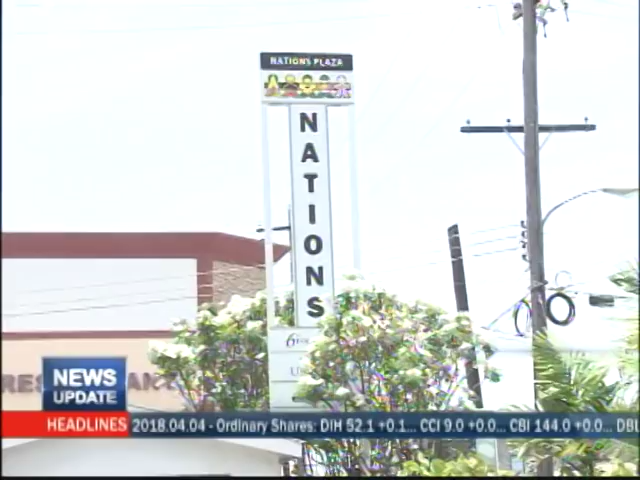 NATIONS PLAZA
NATIONS
6
NEWS
UPDATE
HEADLINES
2018.04.04 - Ordinary Shares: DIH 52.1 +0.1... CCI 9.0 +0.0... CBI 144.0 +0.0... DBL